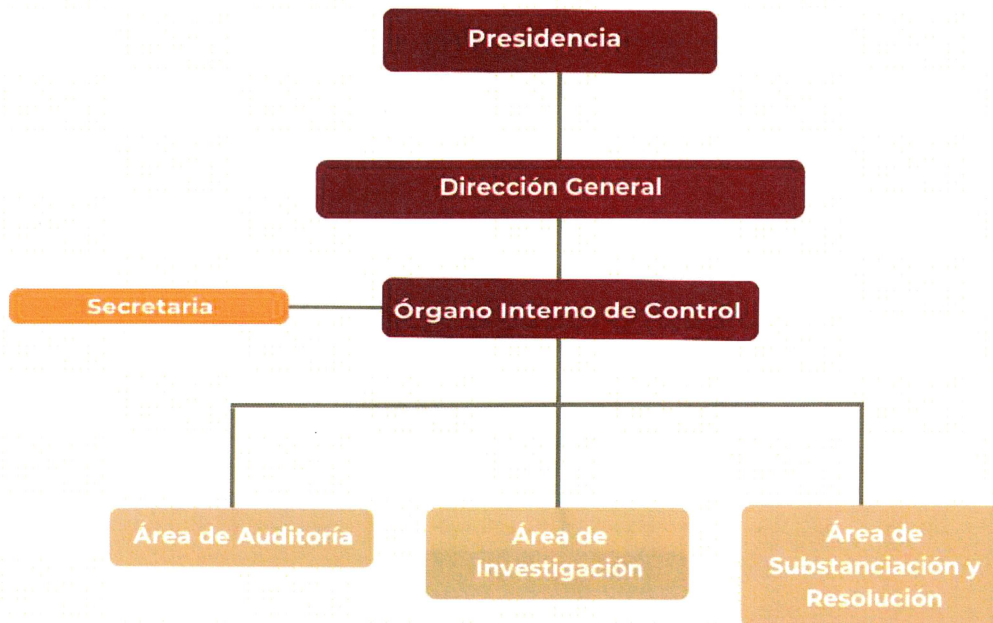 Presidencia
Dirección General
Secretaria
Órgano Interno de Control
Área de Auditoría
Área de
Investigación
Área de
Substanciación y
Resolución